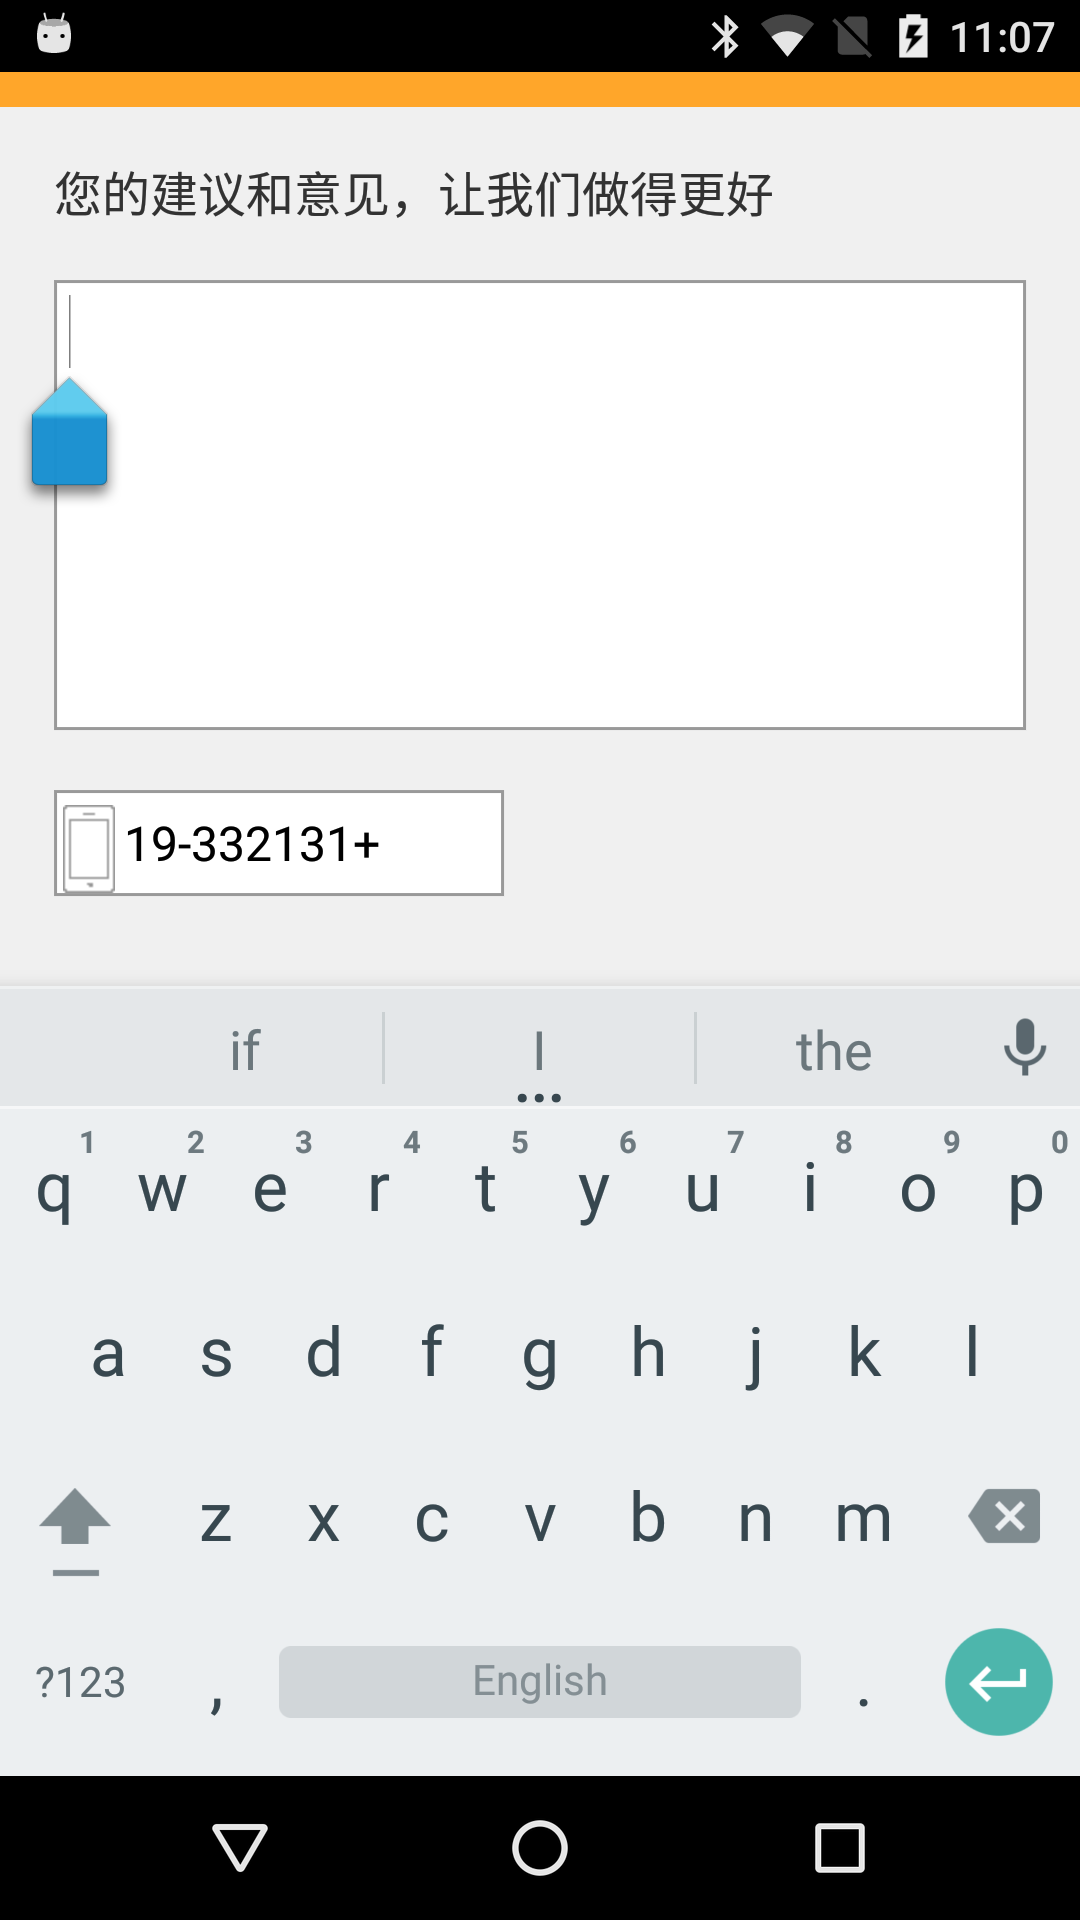 11:07
您的建议和意见，让我们做得更好
19-332131+
if I the
1 2 3 4 5 6 7 8 9 0
q w e r t y u i o p
a s d f g h j k l
z x c v b n m
?123 , English .